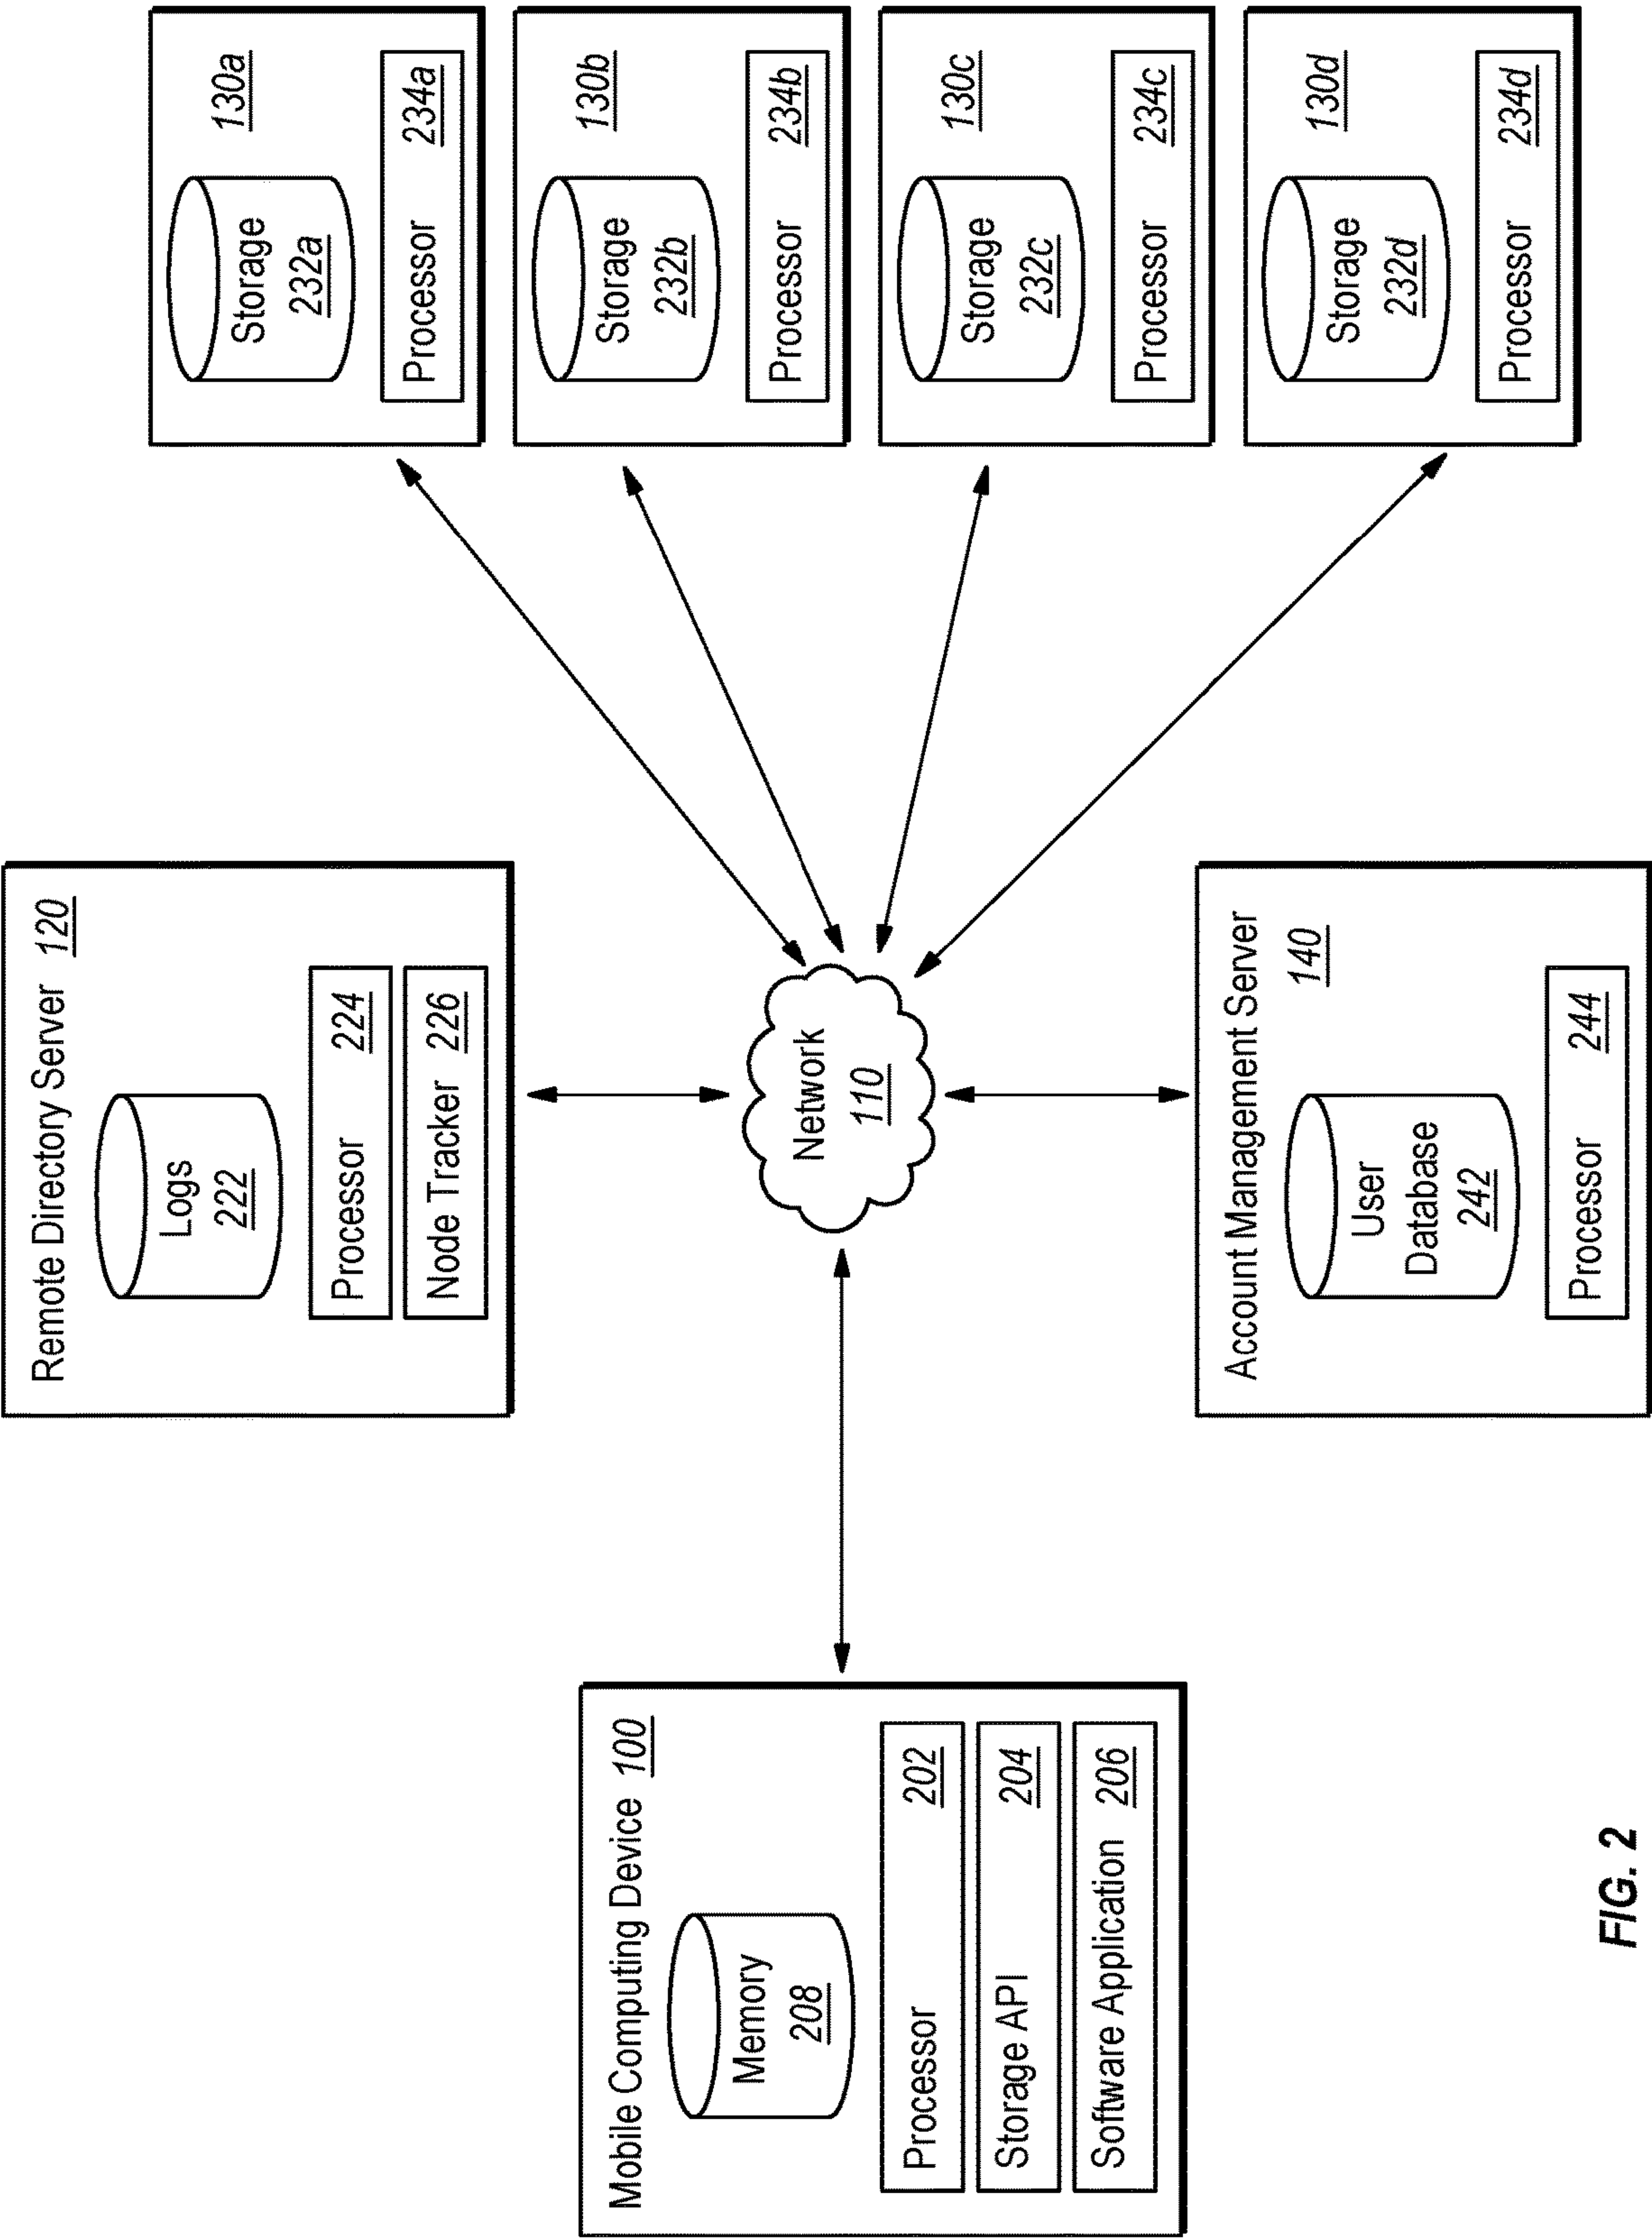 Remote Directory Server 120
Logs
222
Processor 224
Node Tracker 226
Mobile Computing Device 100
Memory
208
Processor 202
Storage API 204
Software Application 206
Network
110
Account Management Server
140
User
Database
242
Processor 244
130a
Storage
232a
Processor 234a
130b
Storage
232b
Processor 234b
130c
Storage
232c
Processor 234c
130d
Storage
232d
Processor 234d
FIG. 2